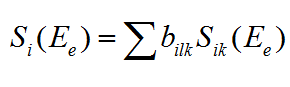 S_i(E_e) = ∑ b_{ilk} S_{ik}(E_e)